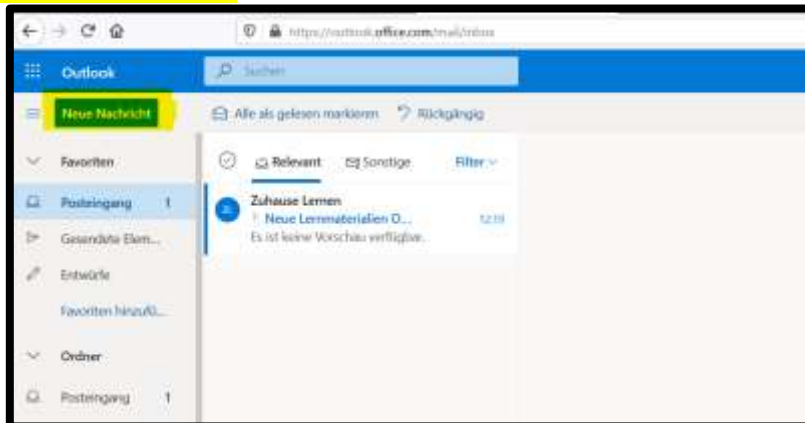 https://outlook.office.com/mail/inbox
Outlook
Suchen
Neue Nachricht
Alle als gelesen markieren Rückgängig
Favoriten
Relevant Sonstige Filter
Posteingang 1
Zuhause Lernen
! Neue Lernmaterialien O... 12:19
Gesendete Elem...
Es ist keine Vorschau verfügbar.
Entwürfe
Favoriten hinzufü...
Ordner
Posteingang 1